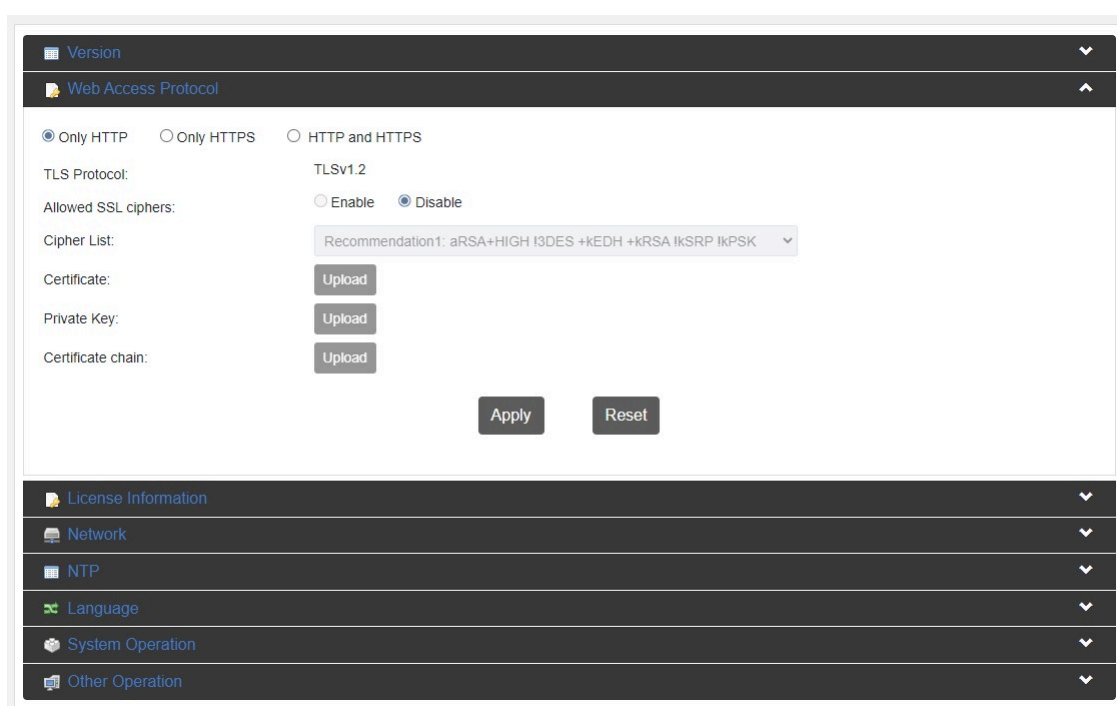 Version
Web Access Protocol
Only HTTP Only HTTPS HTTP and HTTPS
TLS Protocol: TLSv1.2
Allowed SSL ciphers: Enable Disable
Cipher List: Recommendation1: aRSA+HIGH !3DES +kEDH +kRSA !kSRP !kPSK
Certificate: Upload
Private Key: Upload
Certificate chain: Upload
Apply Reset
License Information
Network
NTP
Language
System Operation
Other Operation